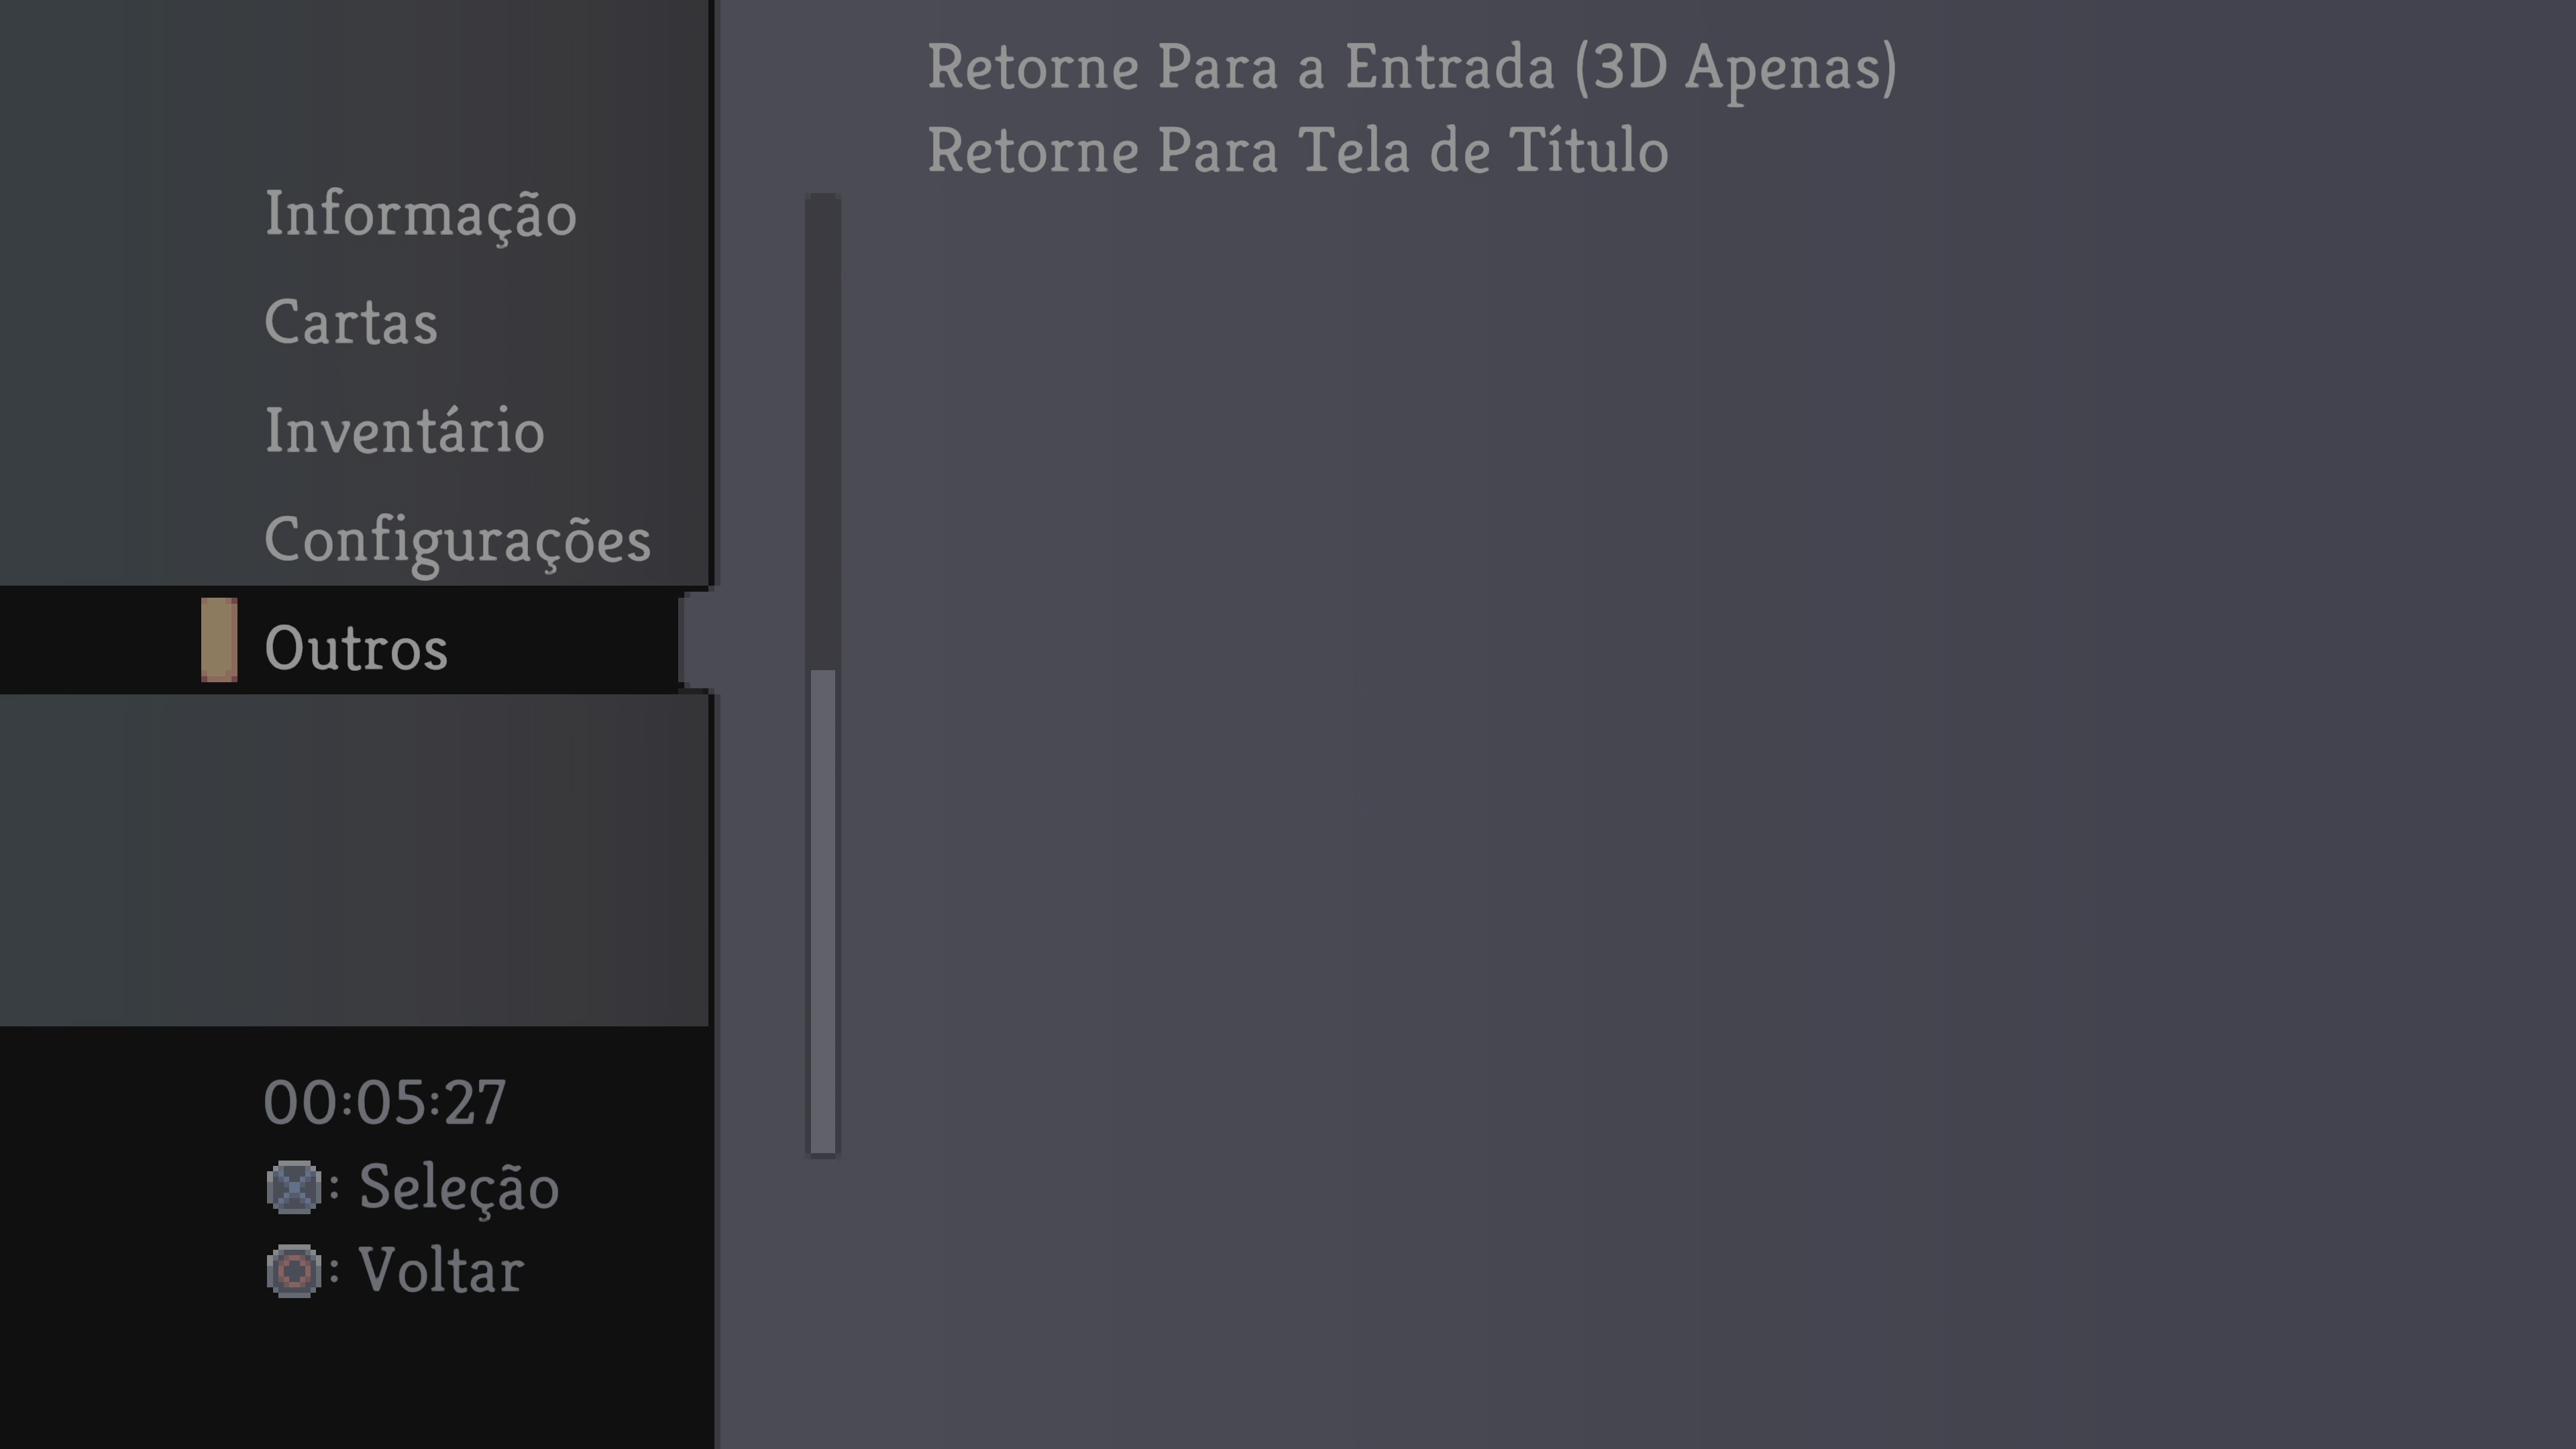 Informação
Cartas
Inventário
Configurações
Outros
00:05:27
: Seleção
: Voltar
Retorne Para a Entrada (3D Apenas)
Retorne Para Tela de Título